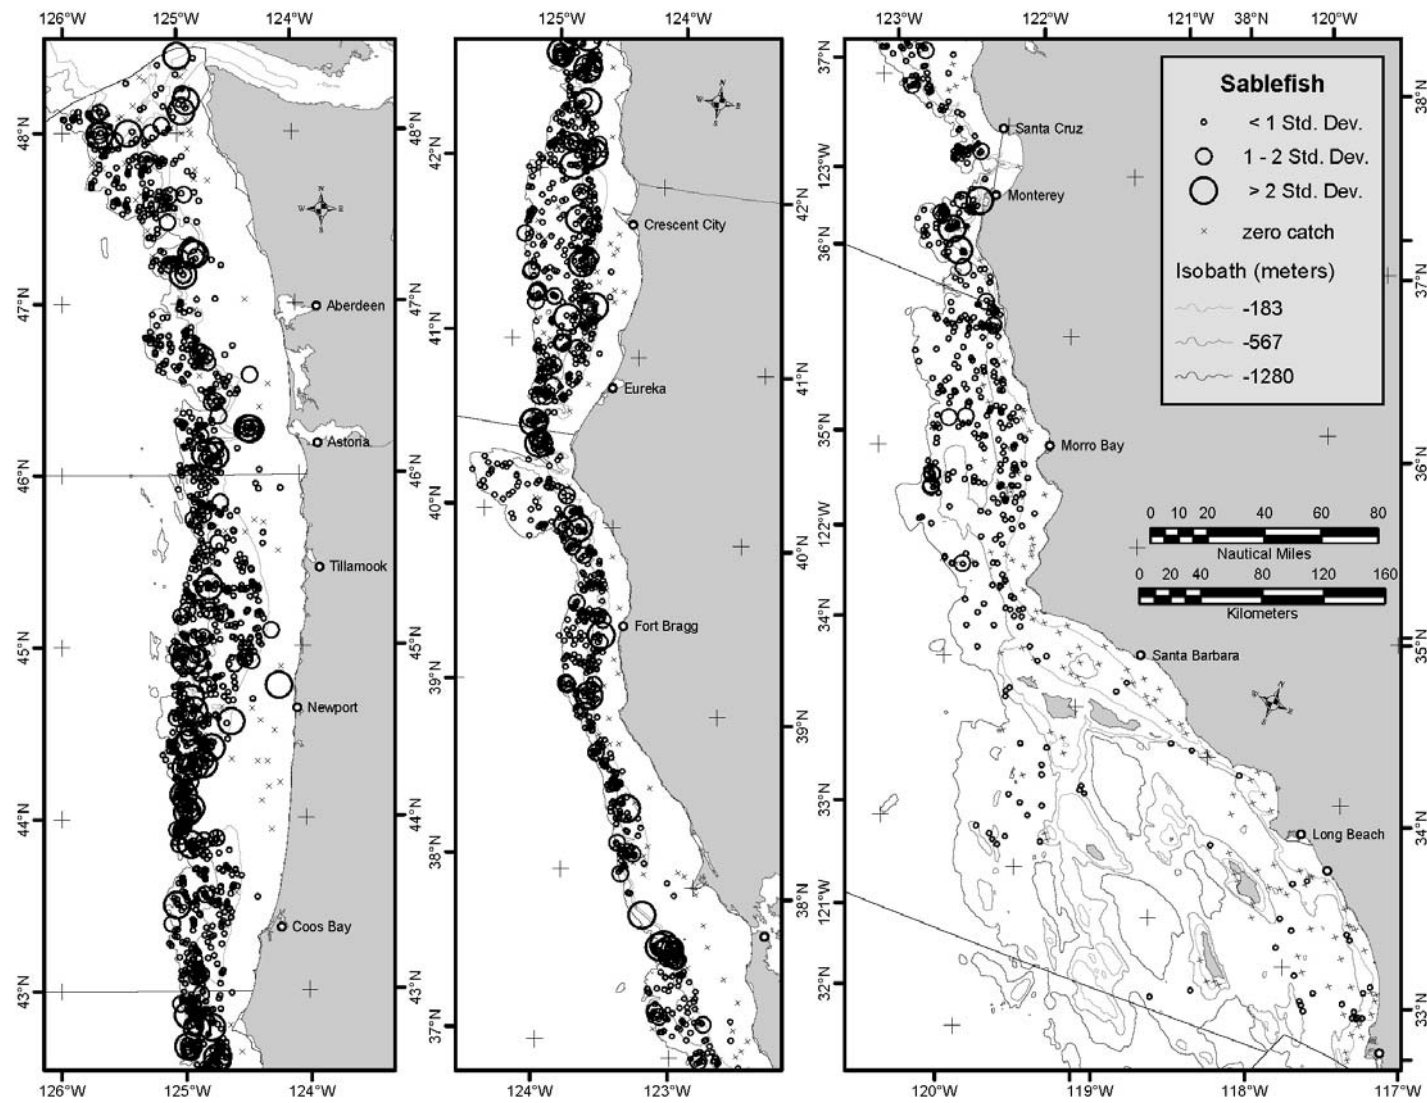 126°W 125°W 124°W
125°W 124°W
123°W 122°W 121°W 38°N 120°W
48°N
47°N
46°N
45°N
44°N
43°N
48°N
47°N
46°N
45°N
44°N
43°N
Aberdeen
Astoria
Tillamook
Newport
Coos Bay
N
W E
S
126°W 125°W 124°W
42°N
41°N
40°N
39°N
38°N
37°N
42°N
41°N
40°N
39°N
38°N
37°N
Crescent City
Eureka
Fort Bragg
N
W E
S
124°W 123°W
37°N
123°W
36°N
35°N
122°W
34°N
33°N
121°W
32°N
38°N
37°N
36°N
35°N
34°N
33°N
Santa Cruz
Monterey
Morro Bay
Santa Barbara
Long Beach
Sablefish
< 1 Std. Dev.
1 - 2 Std. Dev.
> 2 Std. Dev.
zero catch
Isobath (meters)
-183
-567
-1280
0 10 20 40 60 80
Nautical Miles
0 20 40 80 120 160
Kilometers
120°W 119°W 118°W 117°W